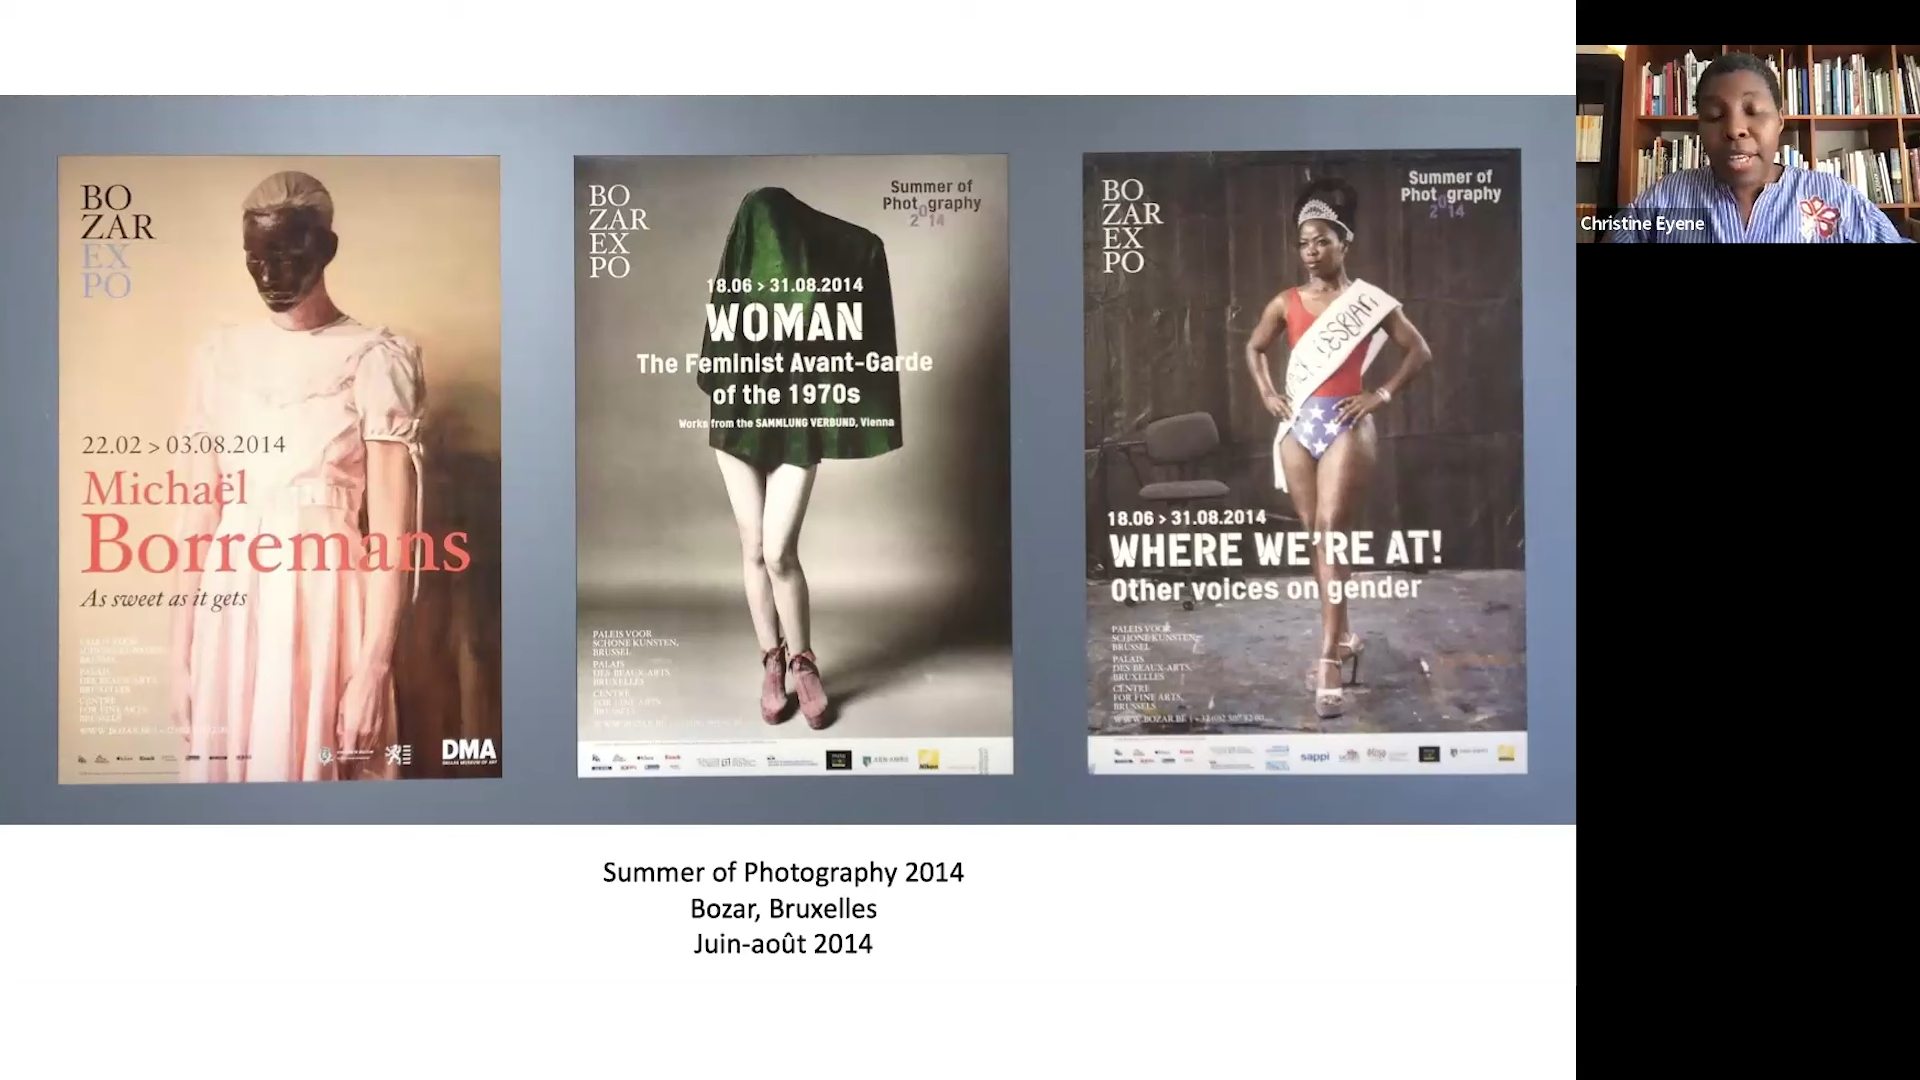 BO
ZAR
EX
PO
22.02 > 03.08.2014
Michaël
Borremans
As sweet as it gets
DMA
BO
ZAR
EX
PO
Summer of
Photography
2014
18.06 > 31.08.2014
WOMAN
The Feminist Avant-Garde
of the 1970s
Works from the SAMMLUNG VERBUND, Vienna
PALEIS VOOR
SCHONE KUNSTEN,
BRUSSEL
PALAIS
DES BEAUX-ARTS,
BRUXELLES
CENTRE
FOR FINE ARTS,
BRUSSELS
Nikon
BO
ZAR
EX
PO
Summer of
Photography
2014
LESBIAN
18.06 > 31.08.2014
WHERE WE'RE AT!
Other voices on gender
PALEIS VOOR
SCHONE KUNSTEN,
BRUSSEL
PALAIS
DES BEAUX-ARTS,
BRUXELLES
CENTRE
FOR FINE ARTS,
BRUSSELS
WWW.BOZAR.BE
sappi
Summer of Photography 2014
Bozar, Bruxelles
Juin-août 2014
Christine Eyene